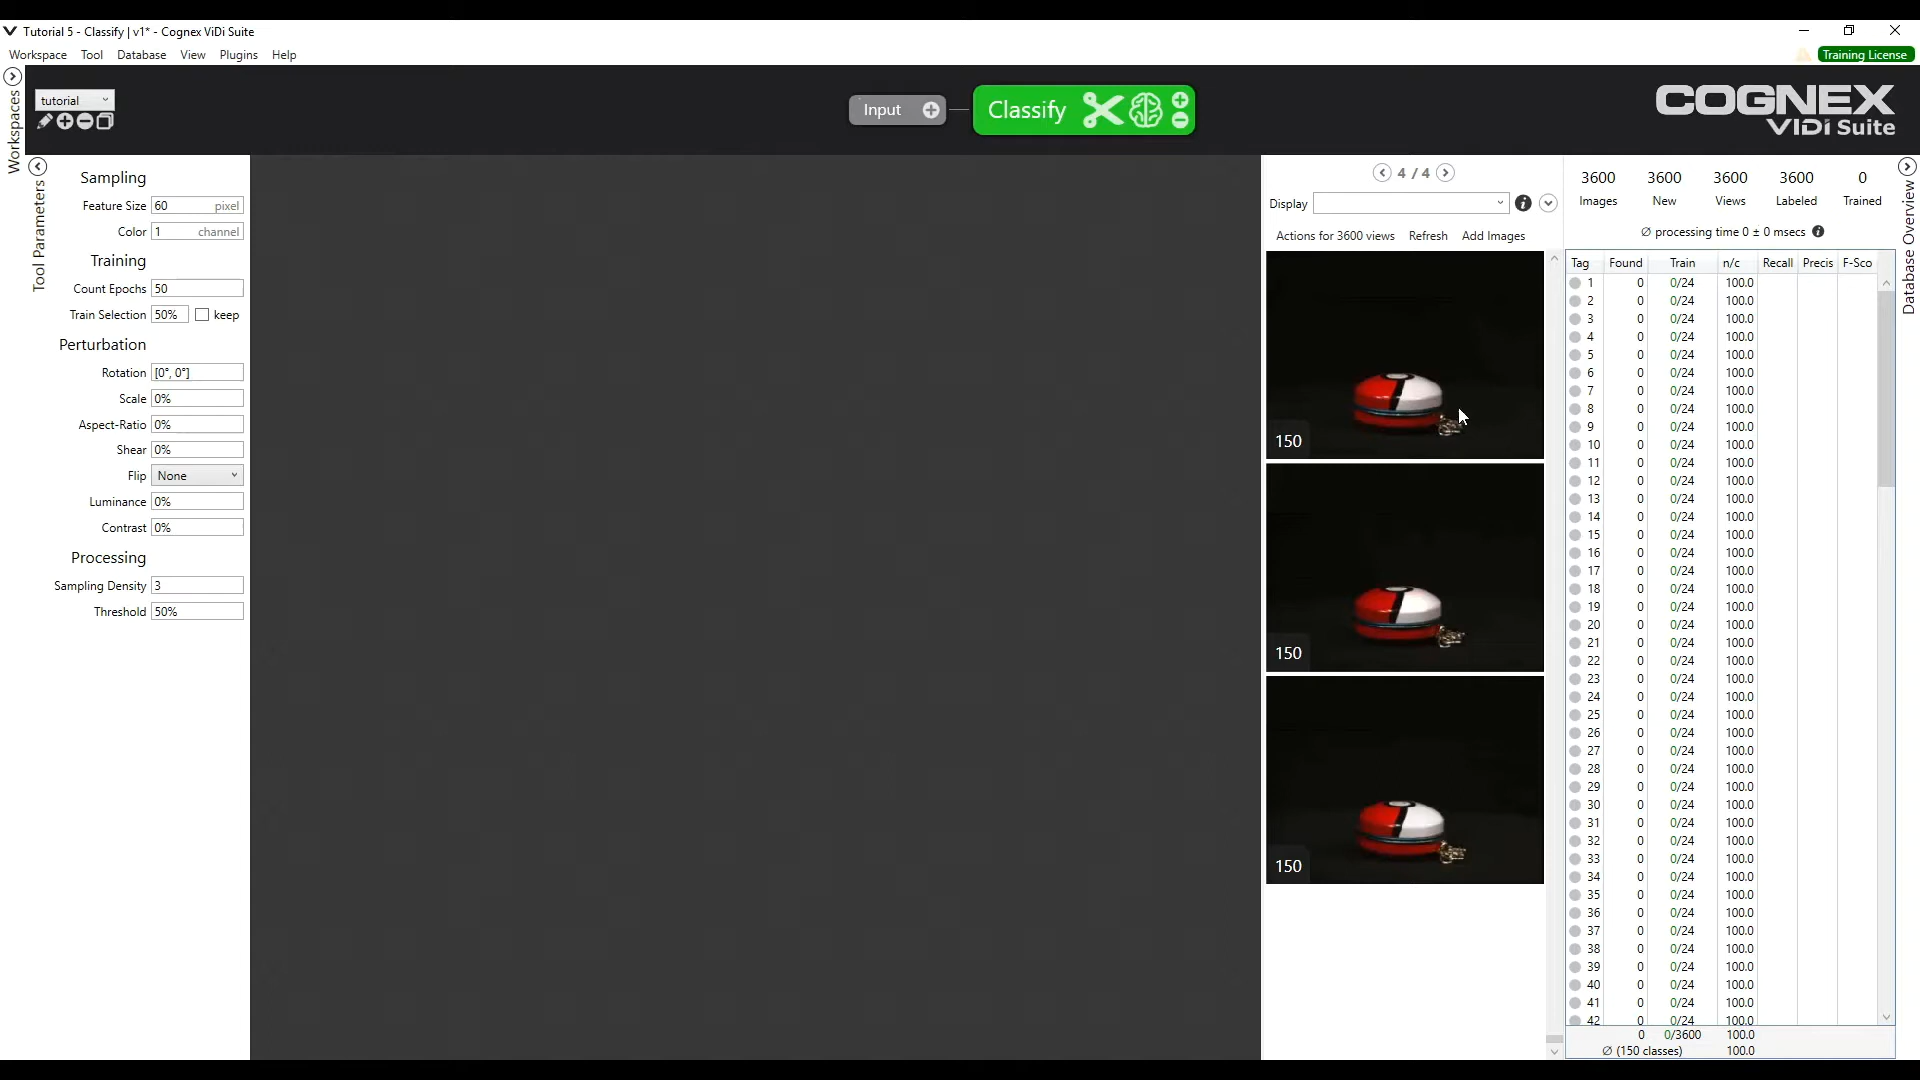 Tutorial 5 - Classify | v1* - Cognex ViDi Suite
Workspace Tool Database View Plugins Help
Training License
Workspaces
tutorial
Input
Classify
COGNEX
ViDi Suite
Tool Parameters
Sampling
Feature Size 60 pixel
Color 1 channel
Training
Count Epochs 50
Train Selection 50% keep
Perturbation
Rotation [0°, 0°]
Scale 0%
Aspect-Ratio 0%
Shear 0%
Flip None
Luminance 0%
Contrast 0%
Processing
Sampling Density 3
Threshold 50%
4 / 4
Display
Actions for 3600 views Refresh Add Images
150
150
150
3600 3600 3600 3600 0
Images New Views Labeled Trained
∅ processing time 0 ± 0 msecs
Database Overview
Tag Found Train n/c Recall Precis F-Sco
1 0 0/24 100.0
2 0 0/24 100.0
3 0 0/24 100.0
4 0 0/24 100.0
5 0 0/24 100.0
6 0 0/24 100.0
7 0 0/24 100.0
8 0 0/24 100.0
9 0 0/24 100.0
10 0 0/24 100.0
11 0 0/24 100.0
12 0 0/24 100.0
13 0 0/24 100.0
14 0 0/24 100.0
15 0 0/24 100.0
16 0 0/24 100.0
17 0 0/24 100.0
18 0 0/24 100.0
19 0 0/24 100.0
20 0 0/24 100.0
21 0 0/24 100.0
22 0 0/24 100.0
23 0 0/24 100.0
24 0 0/24 100.0
25 0 0/24 100.0
26 0 0/24 100.0
27 0 0/24 100.0
28 0 0/24 100.0
29 0 0/24 100.0
30 0 0/24 100.0
31 0 0/24 100.0
32 0 0/24 100.0
33 0 0/24 100.0
34 0 0/24 100.0
35 0 0/24 100.0
36 0 0/24 100.0
37 0 0/24 100.0
38 0 0/24 100.0
39 0 0/24 100.0
40 0 0/24 100.0
41 0 0/24 100.0
42 0 0/24 100.0
0 0/3600 100.0
∅ (150 classes) 100.0